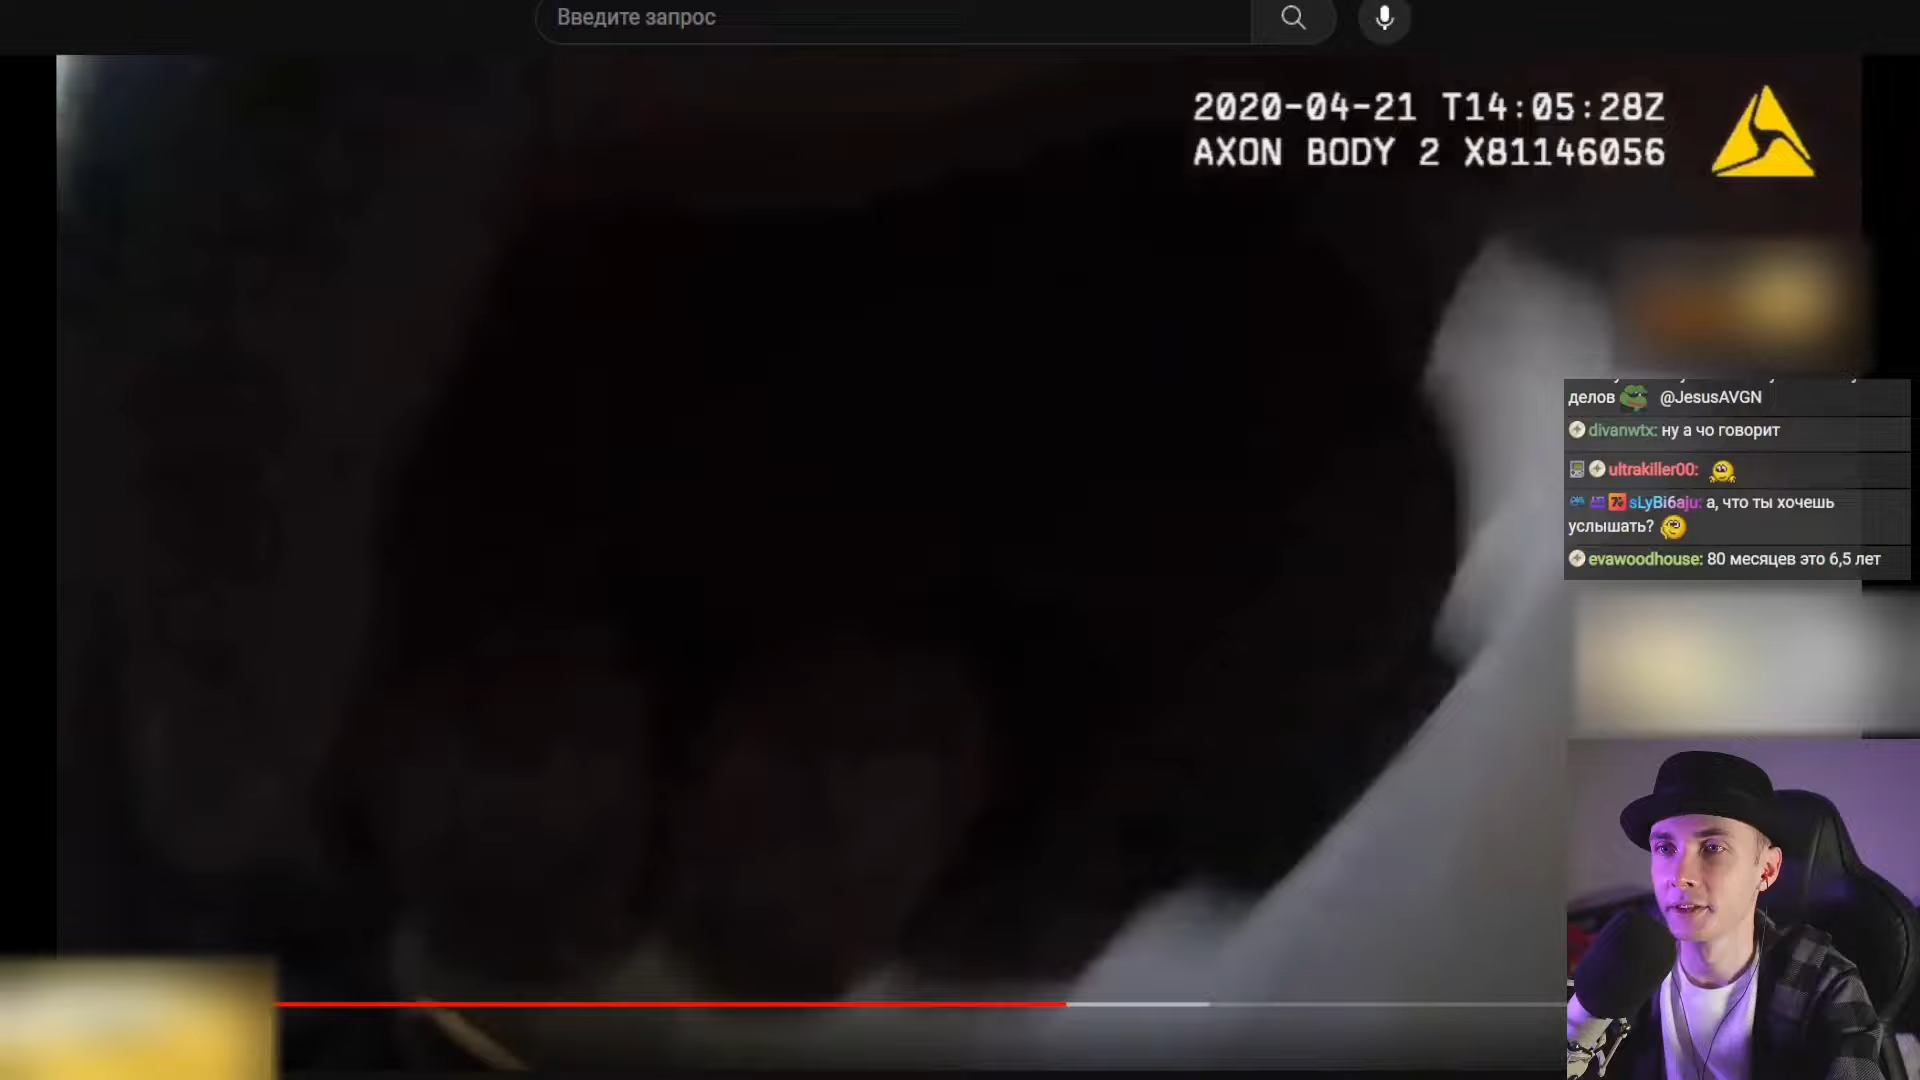 Введите запрос
2020-04-21 T14:05:28Z
AXON BODY 2 X81146056
делов @JesusAVGN
divanwtx: ну а чо говорит
ultrakiller00:
sLyBi6aju: а, что ты хочешь
услышать?
evawoodhouse: 80 месяцев это 6,5 лет